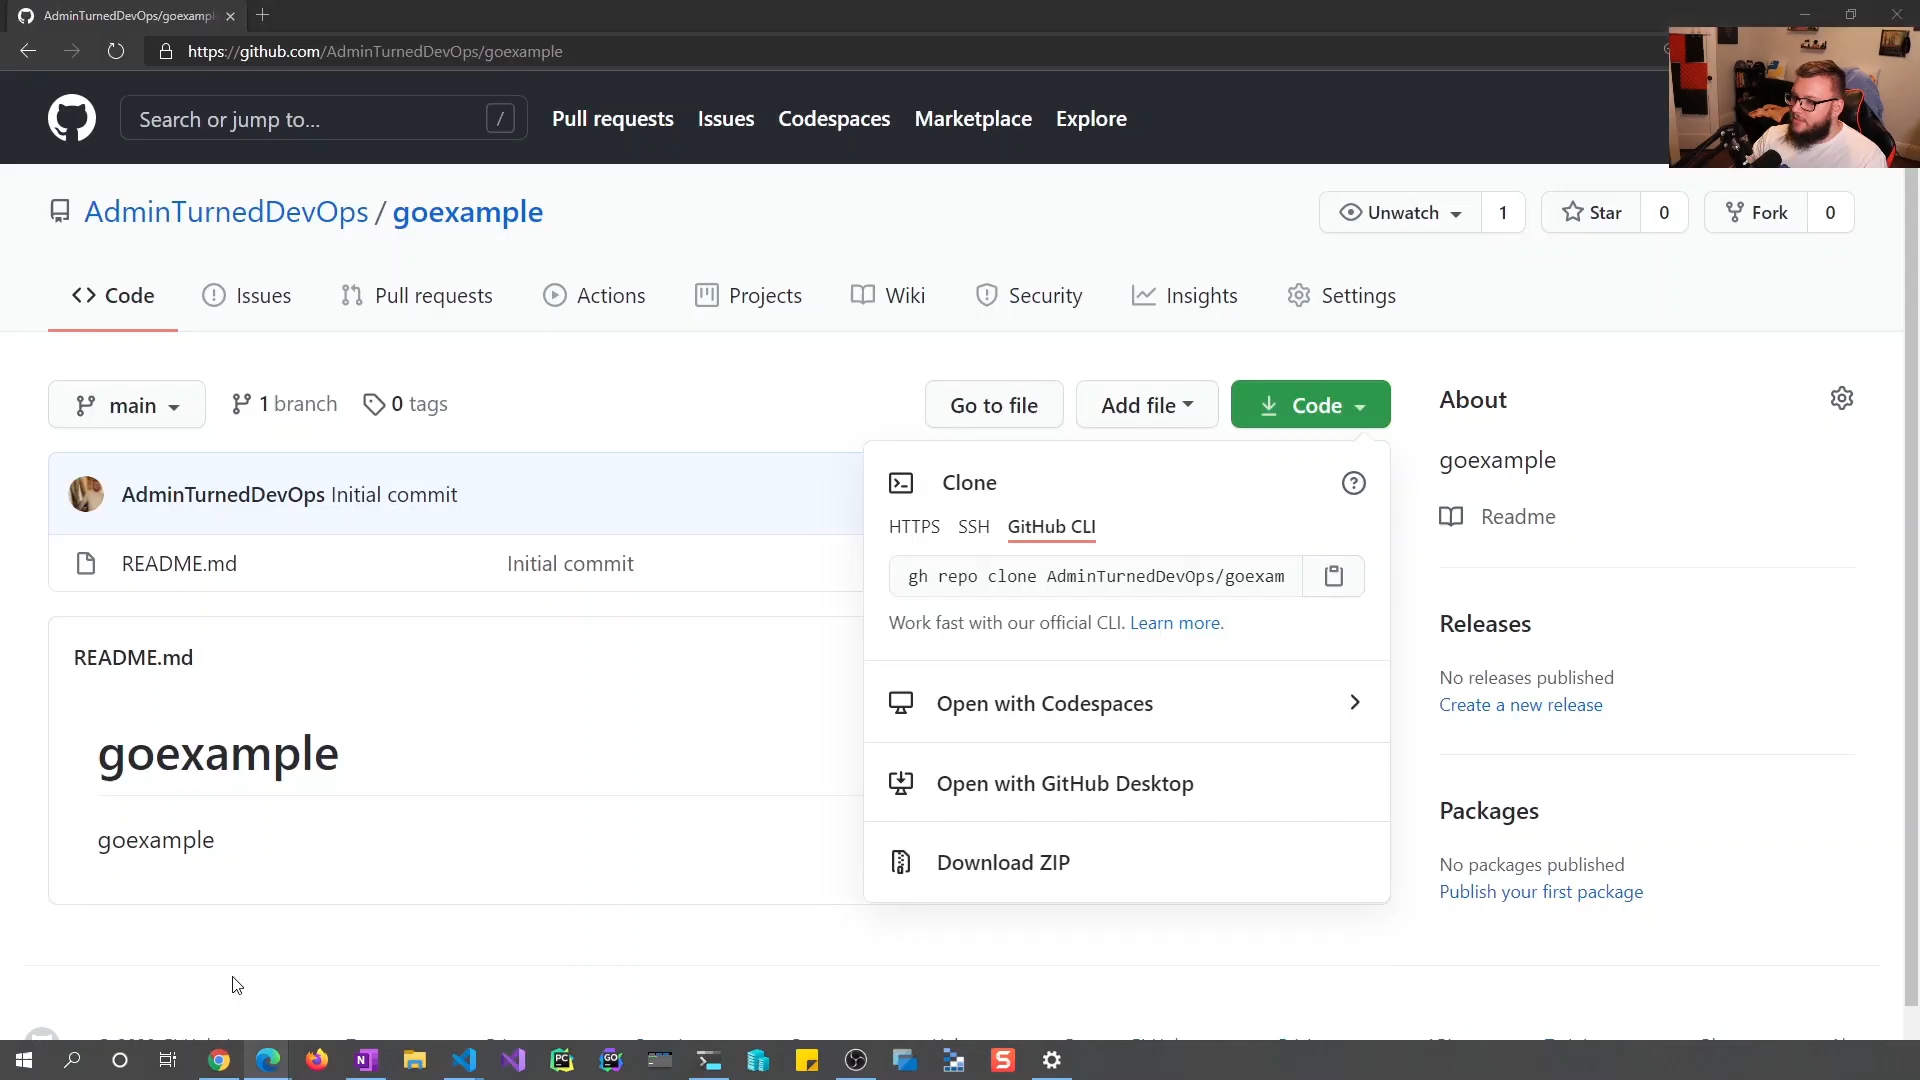 AdminTurnedDevOps/goexampl
https://github.com/AdminTurnedDevOps/goexample
Search or jump to...
/
Pull requests
Issues
Codespaces
Marketplace
Explore
AdminTurnedDevOps / goexample
Unwatch
1
Star
0
Fork
0
Code
Issues
Pull requests
Actions
Projects
Wiki
Security
Insights
Settings
main
1 branch
0 tags
Go to file
Add file
Code
About
AdminTurnedDevOps Initial commit
README.md
Initial commit
Clone
HTTPS
SSH
GitHub CLI
gh repo clone AdminTurnedDevOps/goexam
Work fast with our official CLI. Learn more.
Open with Codespaces
Open with GitHub Desktop
Download ZIP
goexample
Readme
README.md
goexample
goexample
Releases
No releases published
Create a new release
Packages
No packages published
Publish your first package